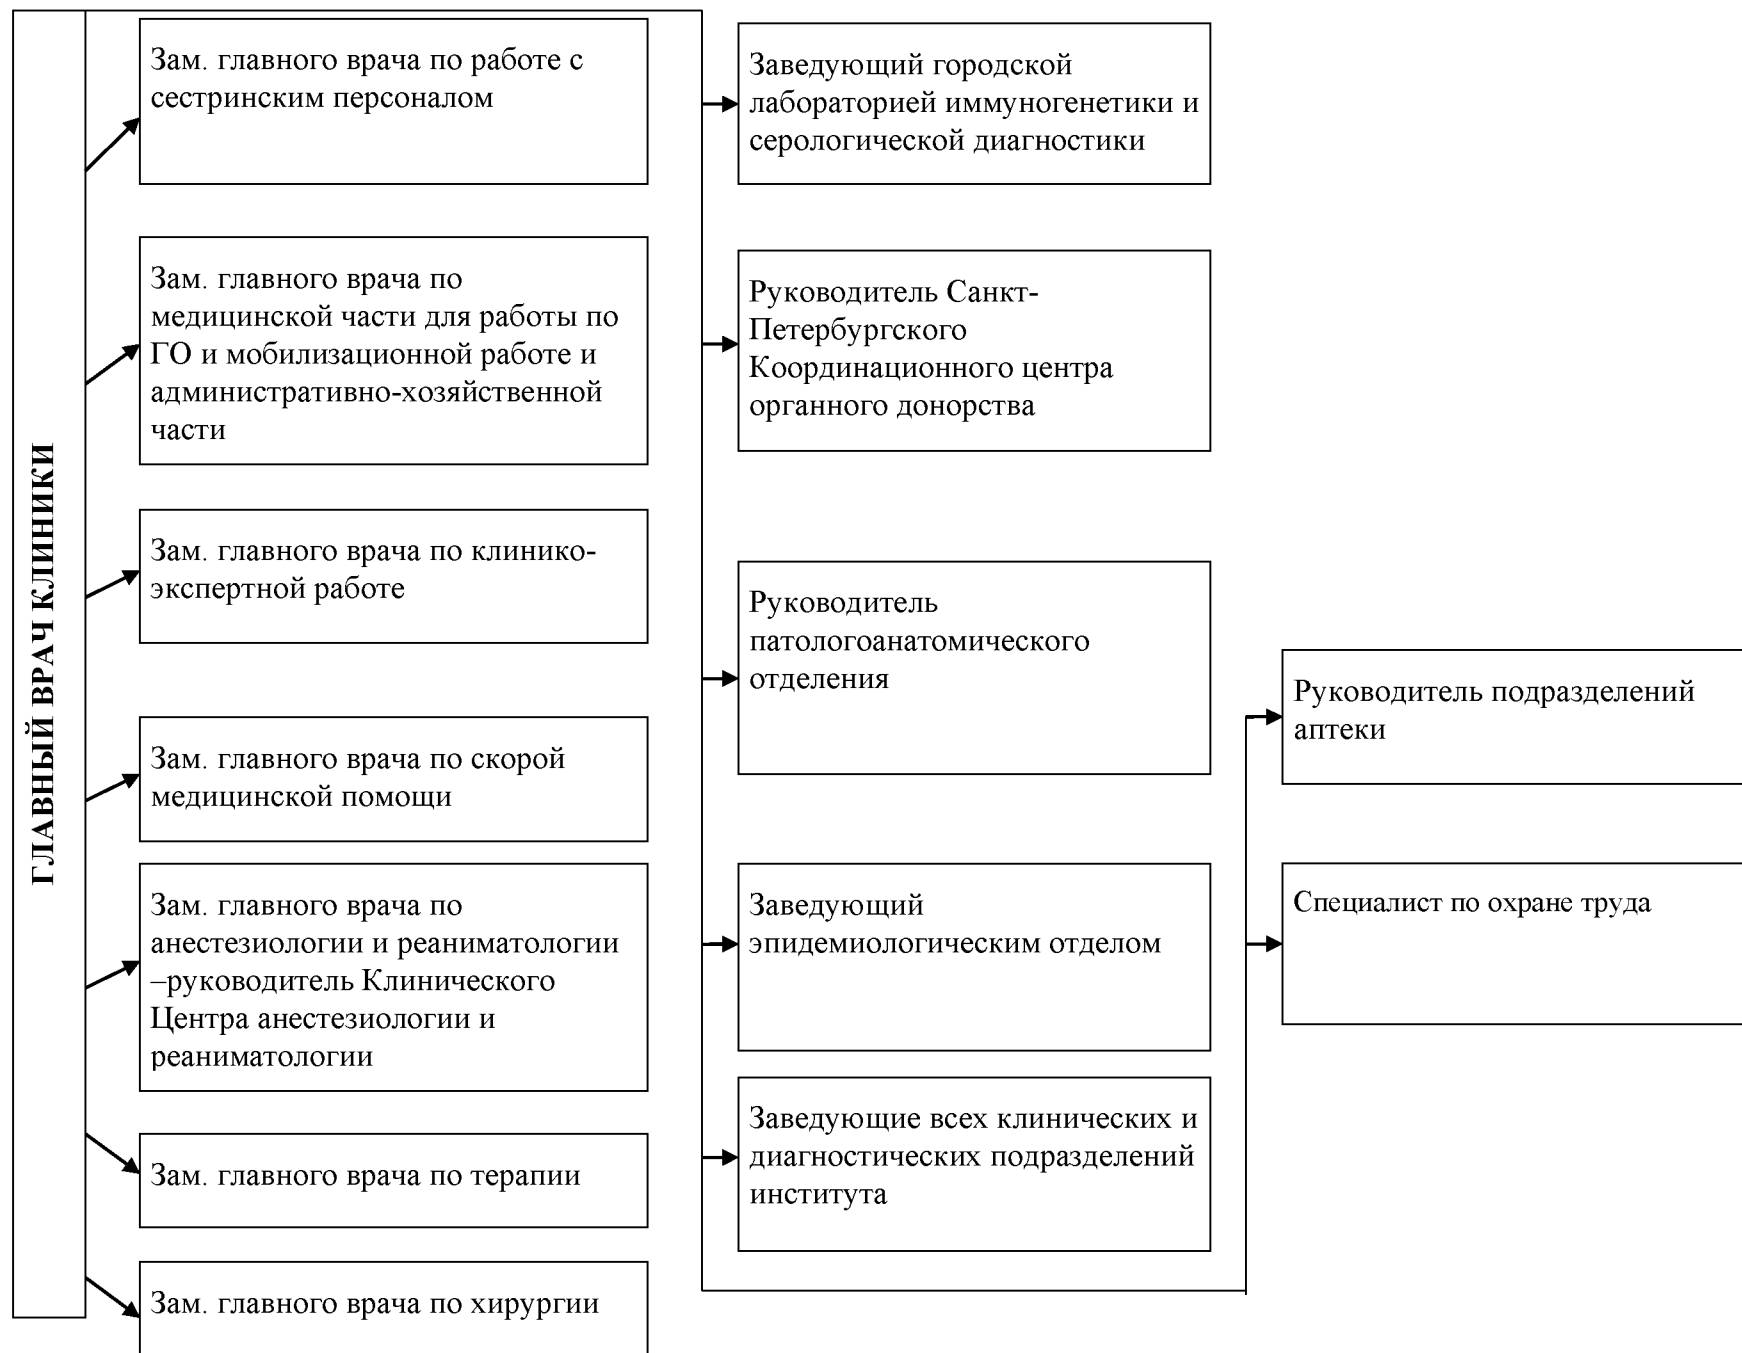 ГЛАВНЫЙ ВРАЧ КЛИНИКИ
Зам. главного врача по работе с
сестринским персоналом
Зам. главного врача по
медицинской части для работы по
ГО и мобилизационной работе и
административно-хозяйственной
части
Зам. главного врача по клинико-
экспертной работе
Зам. главного врача по скорой
медицинской помощи
Зам. главного врача по
анестезиологии и реаниматологии
–руководитель Клинического
Центра анестезиологии и
реаниматологии
Зам. главного врача по терапии
Зам. главного врача по хирургии
Заведующий городской
лабораторией иммуногенетики и
серологической диагностики
Руководитель Санкт-
Петербургского
Координационного центра
органного донорства
Руководитель
патологоанатомического
отделения
Заведующий
эпидемиологическим отделом
Заведующие всех клинических и
диагностических подразделений
института
Руководитель подразделений
аптеки
Специалист по охране труда